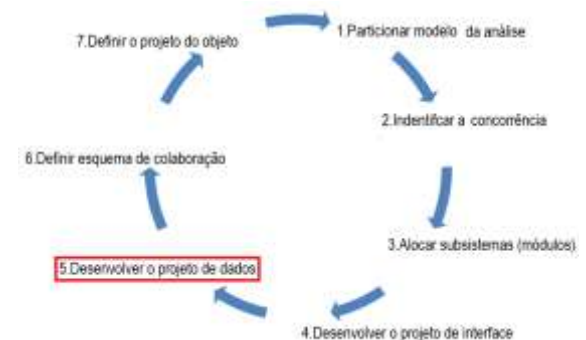 1.Particionar modelo da análise
2.Indentifcar a concorrência
3.Alocar subsistemas (módulos)
4.Desenvolver o projeto de interface
5.Desenvolver o projeto de dados
6.Definir esquema de colaboração
7.Definir o projeto do objeto